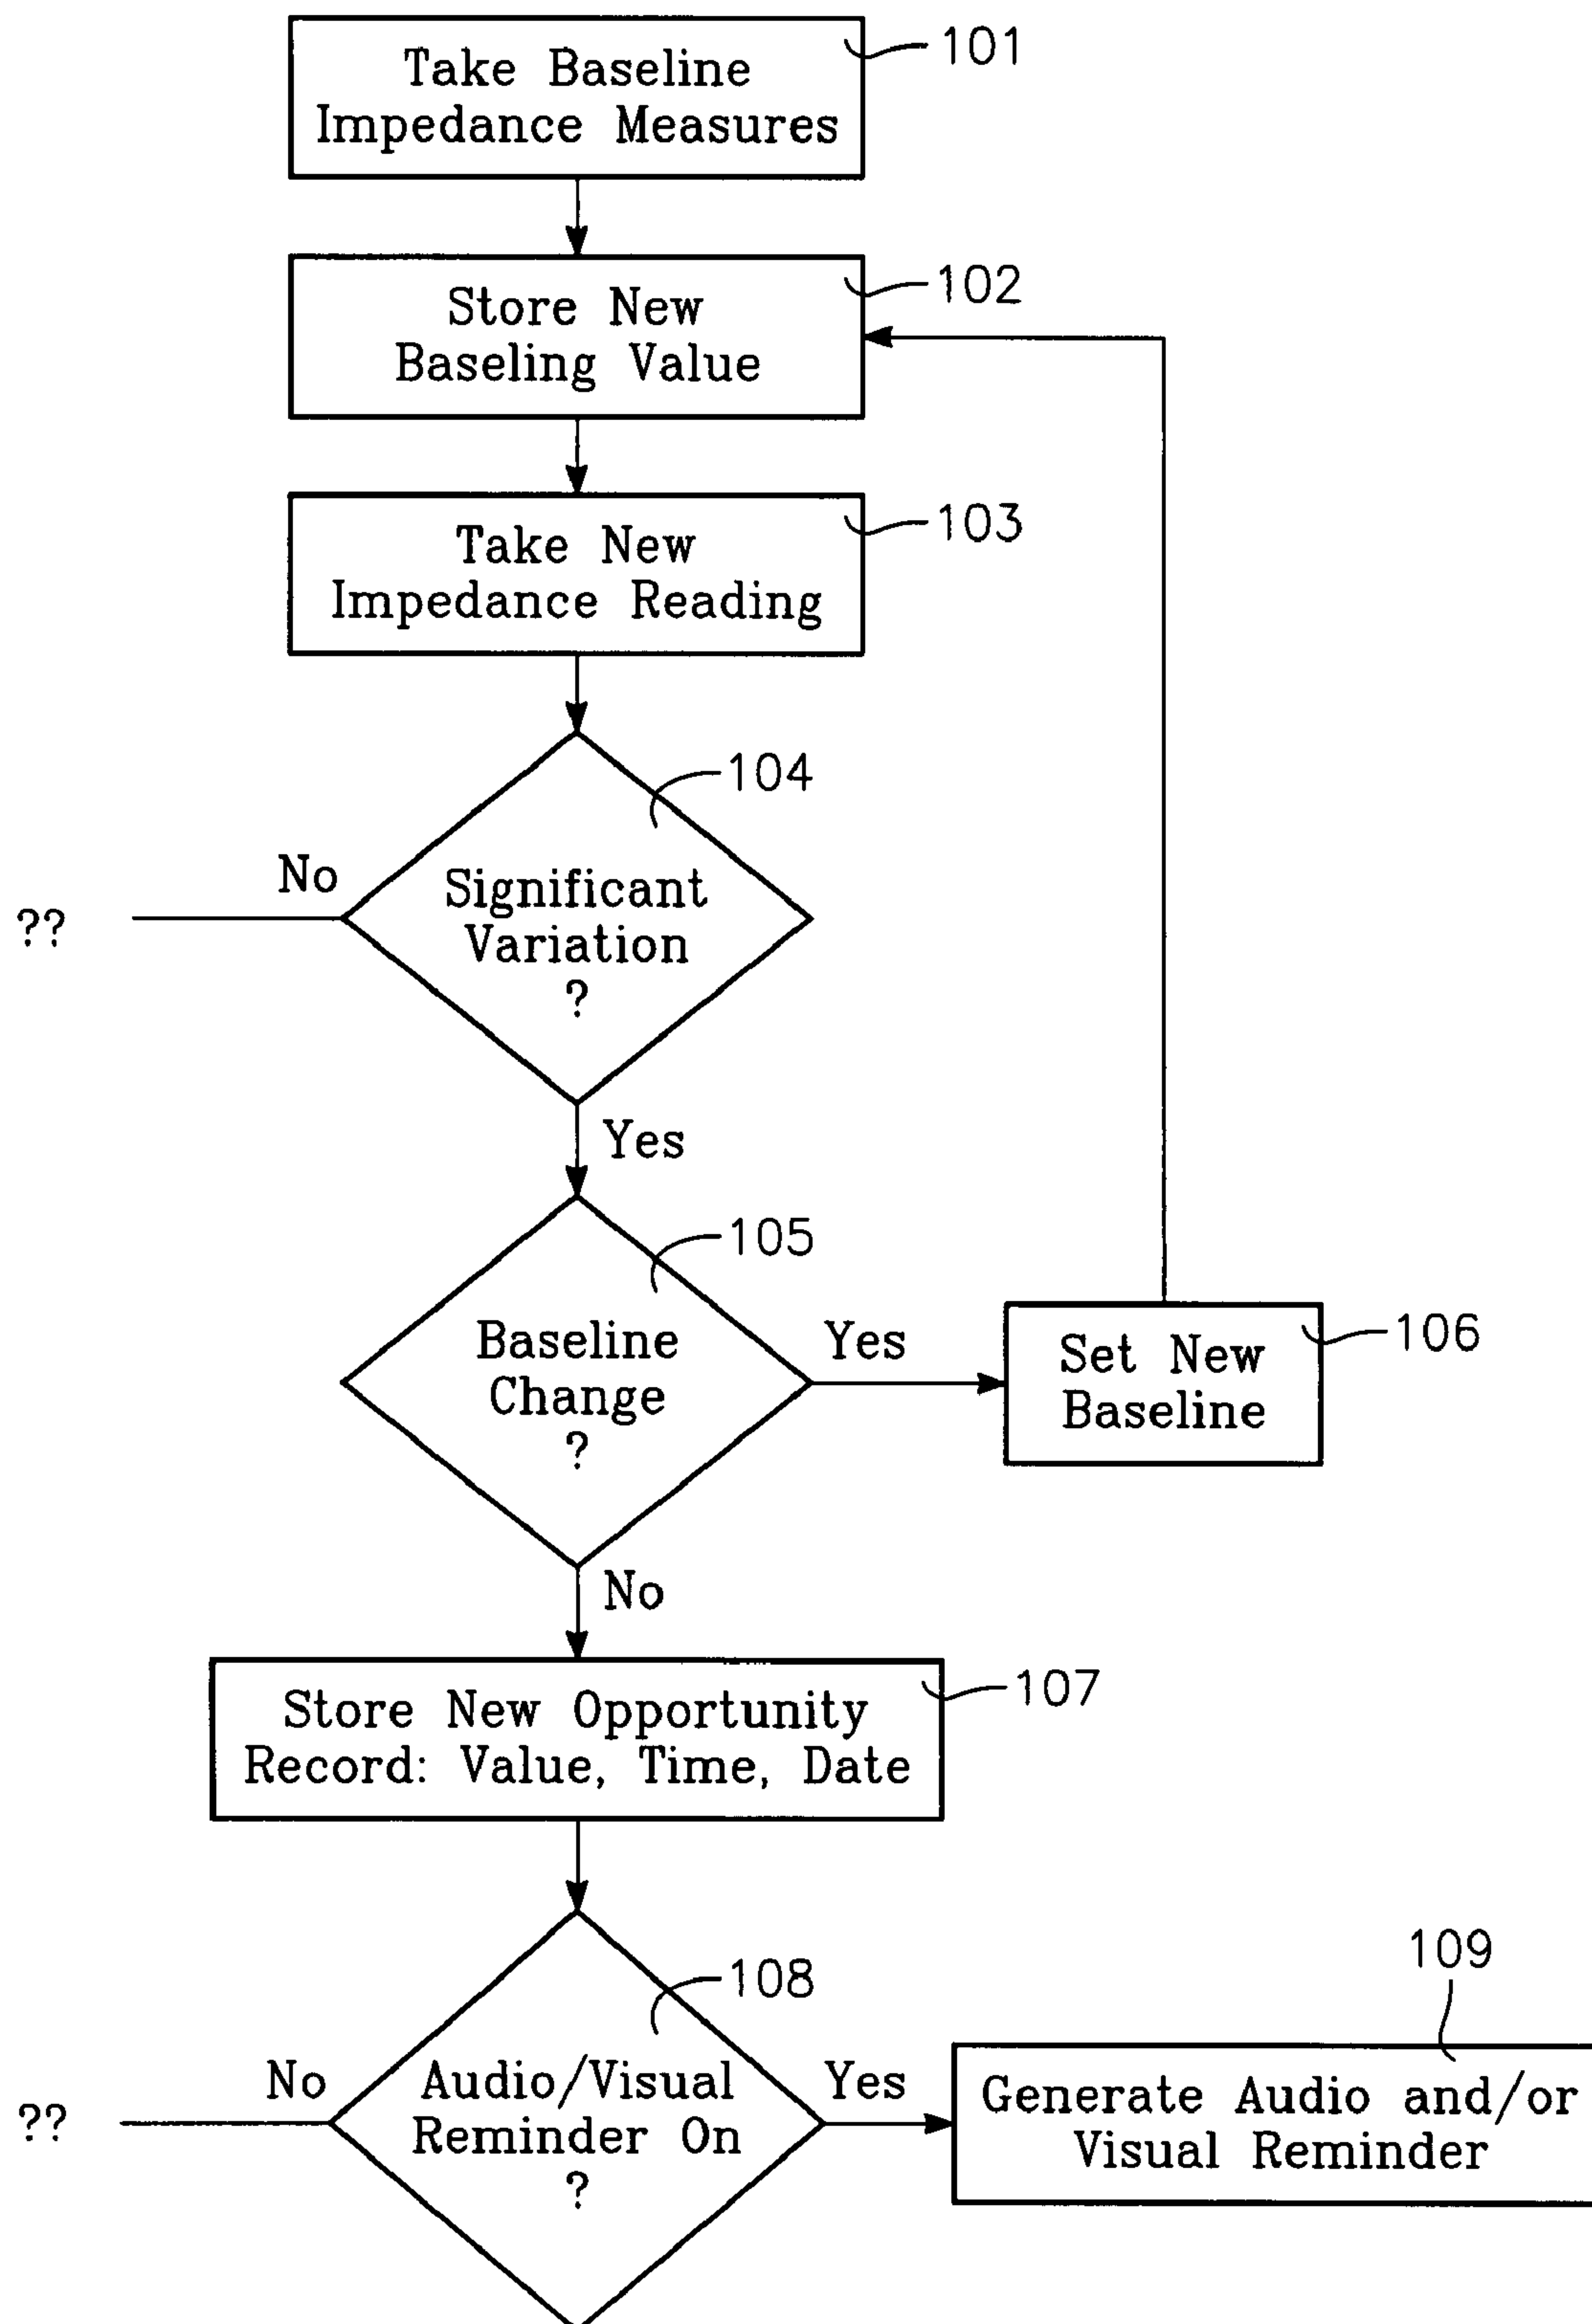 Take Baseline
Impedance Measures
101
Store New
Baseling Value
102
Take New
Impedance Reading
103
104
No
??
Significant
Variation
?
Yes
105
Baseline
Change
?
Yes
Set New
Baseline
106
No
Store New Opportunity
Record: Value, Time, Date
107
108
109
No
??
Audio/Visual
Reminder On
?
Yes
Generate Audio and/or
Visual Reminder